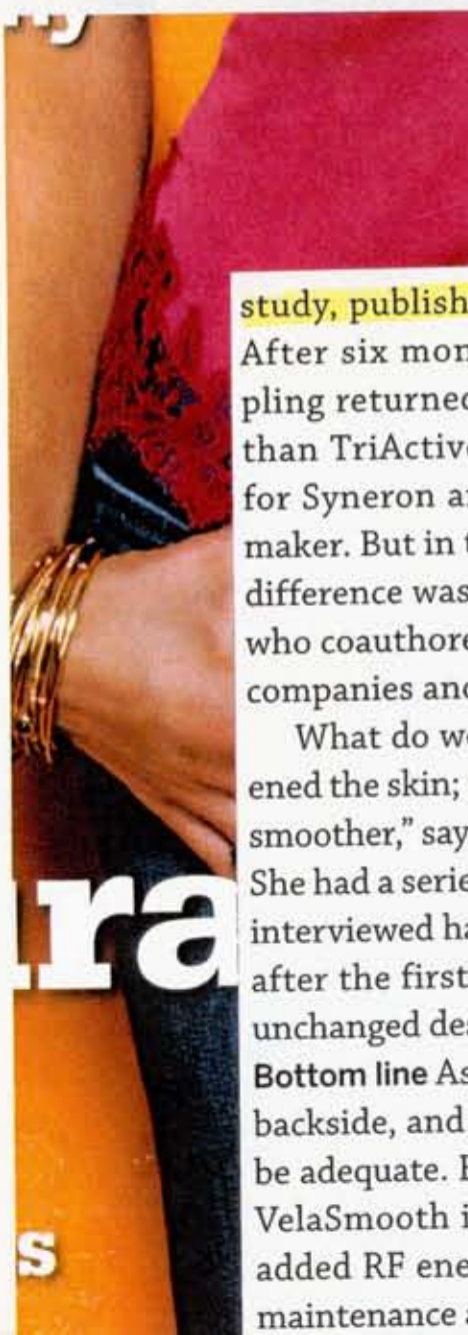 ny
study, publish
After six mon
pling returned
than TriActive
for Syneron a
maker. But in t
difference was
who coauthore
companies and
What do we
ened the skin;
smoother,” say
She had a serie
interviewed ha
after the first
unchanged des
Bottom line As
backside, and
be adequate. F
VelaSmooth i
added RF ene
maintenance a
ara
s